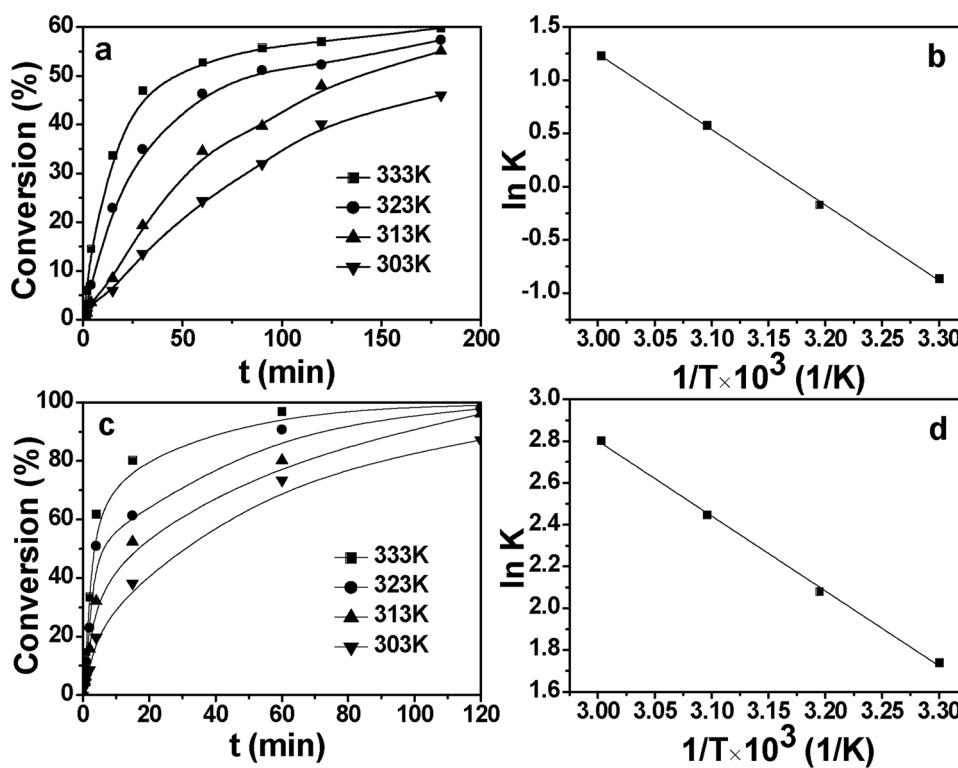 a
60
50
40
30
20
10
0
Conversion (%)
333K
323K
313K
303K
0 50 100 150 200
t (min)
b
1.5
1.0
0.5
0.0
-0.5
-1.0
ln K
3.00 3.05 3.10 3.15 3.20 3.25 3.30
1/T×10³ (1/K)
c
100
80
60
40
20
0
Conversion (%)
333K
323K
313K
303K
0 20 40 60 80 100 120
t (min)
d
3.0
2.8
2.6
2.4
2.2
2.0
1.8
1.6
ln K
3.00 3.05 3.10 3.15 3.20 3.25 3.30
1/T×10³ (1/K)